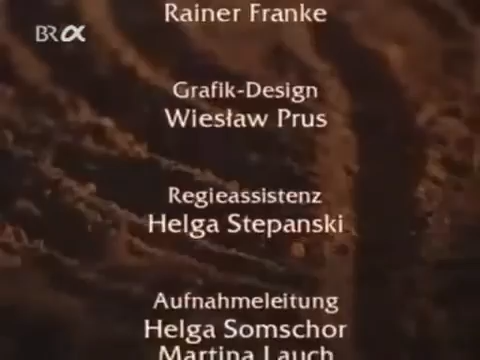 Rainer Franke
BRα
Grafik-Design
Wiesław Prus
Regieassistenz
Helga Stepanski
Aufnahmeleitung
Helga Somschor
Martina Lauch